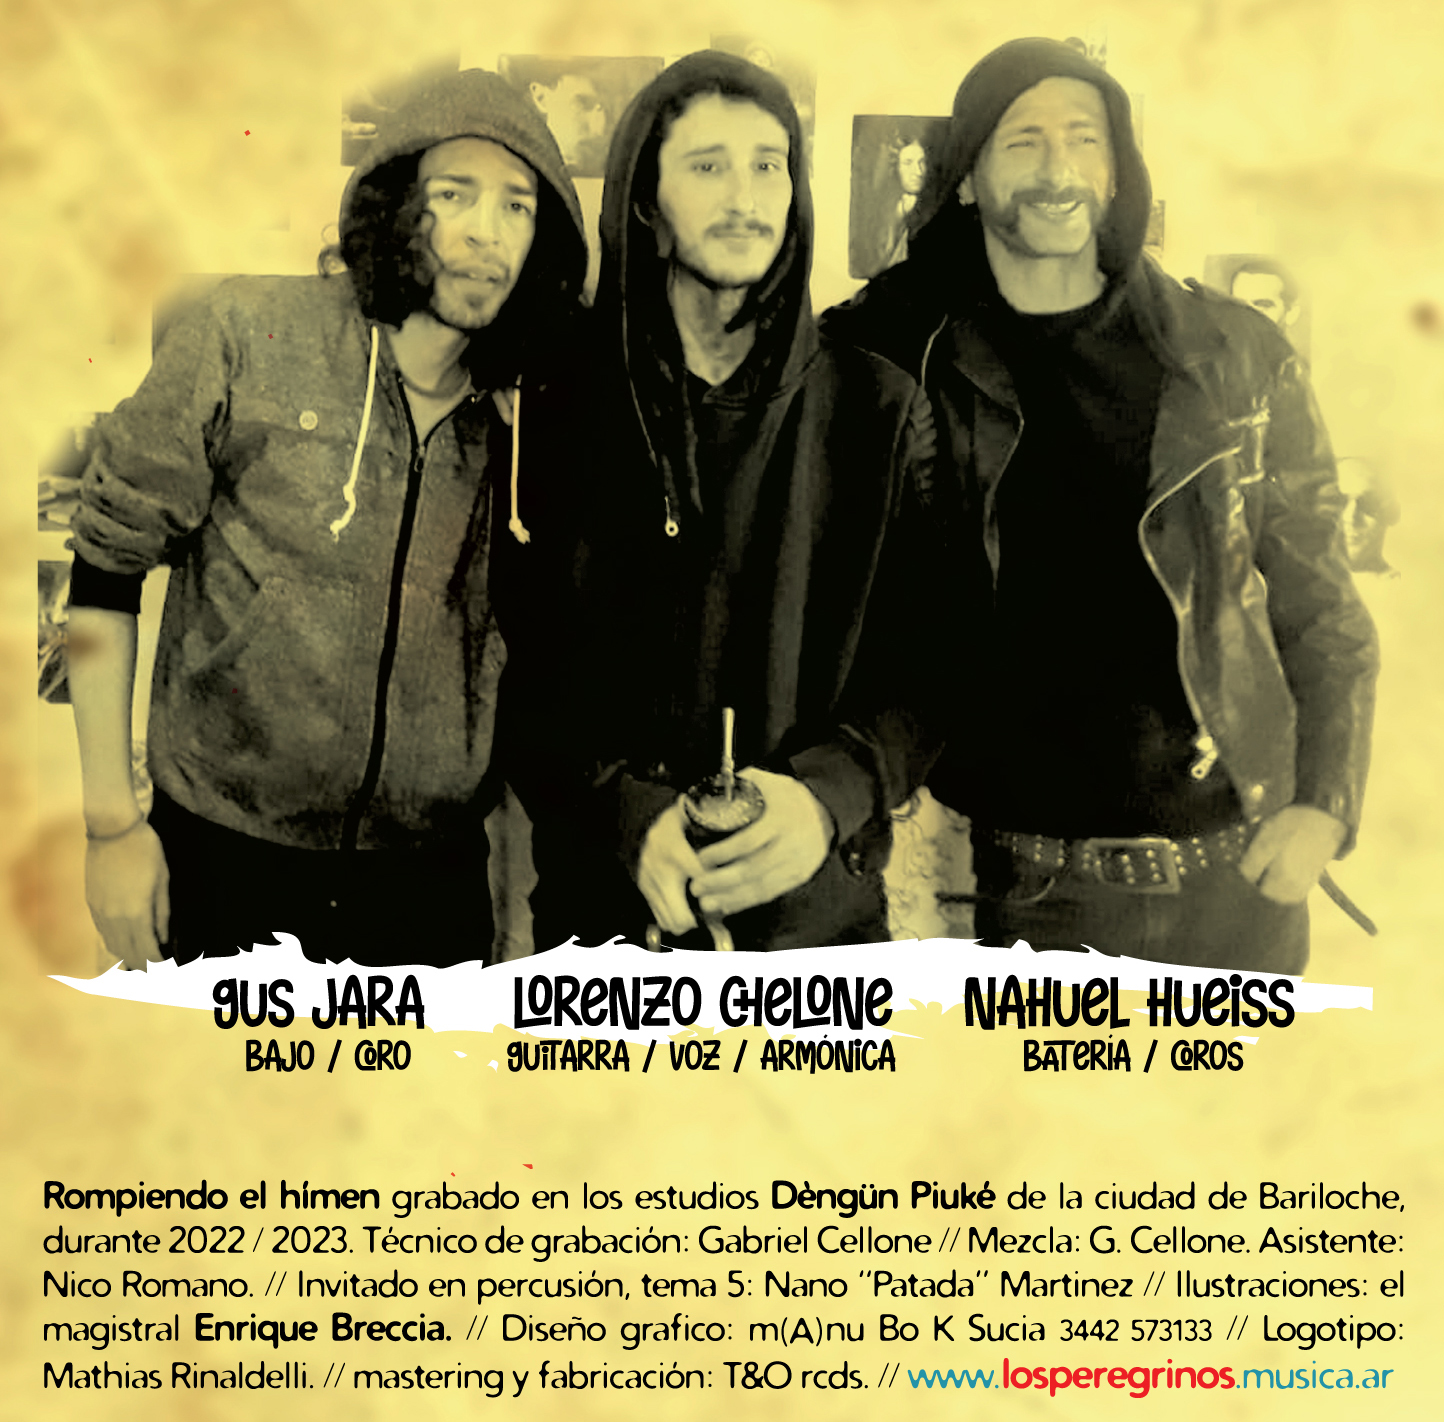 gus JARA LORENZO CHELONE NAHUEL HUEISS
BAJO / CORO guiTARRA / VOZ / ARMÓNICA BATERÍA / COROS
Rompiendo el hímen grabado en los estudios Dèngün Piuké de la ciudad de Bariloche,
durante 2022 / 2023. Técnico de grabación: Gabriel Cellone // Mezcla: G. Cellone. Asistente:
Nico Romano. // Invitado en percusión, tema 5: Nano “Patada” Martinez // Ilustraciones: el
magistral Enrique Breccia. // Diseño grafico: m(A)nu Bo K Sucia 3442 573133 // Logotipo:
Mathias Rinaldelli. // mastering y fabricación: T&O rcds. // www.losperegrinos.musica.ar